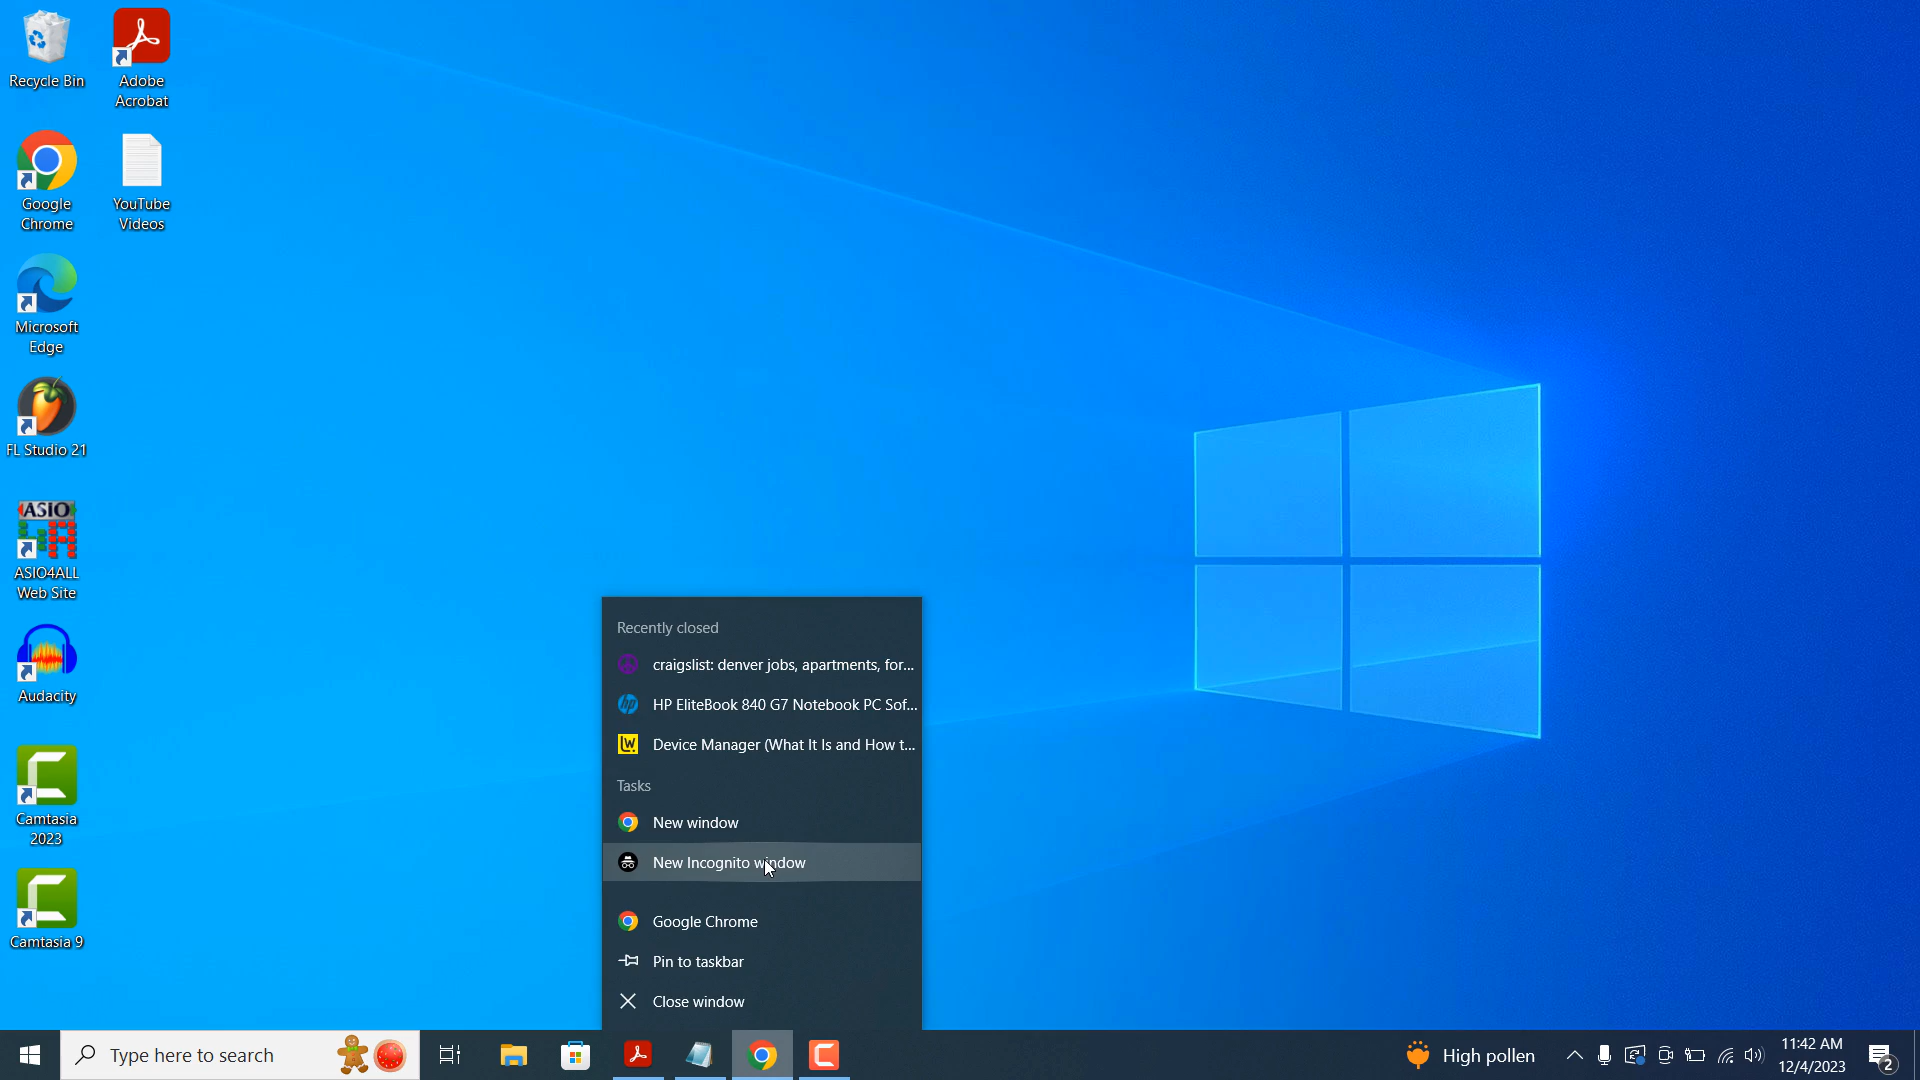 Recycle Bin
Adobe
Acrobat
Google
Chrome
YouTube
Videos
Microsoft
Edge
FL Studio 21
ASIO
ASIO4ALL
Web Site
Audacity
Camtasia
2023
Camtasia 9
Recently closed
craigslist: denver jobs, apartments, for...
HP EliteBook 840 G7 Notebook PC Sof...
Device Manager (What It Is and How t...
Tasks
New window
New Incognito window
Google Chrome
Pin to taskbar
Close window
Type here to search
High pollen
11:42 AM
12/4/2023
2